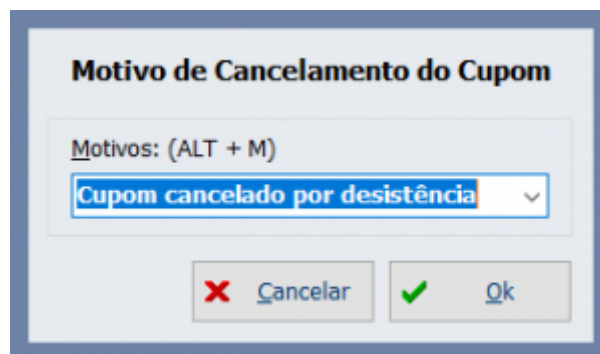 Motivo de Cancelamento do Cupom
Motivos: (ALT + M)
Cupom cancelado por desistência
Cancelar
Ok